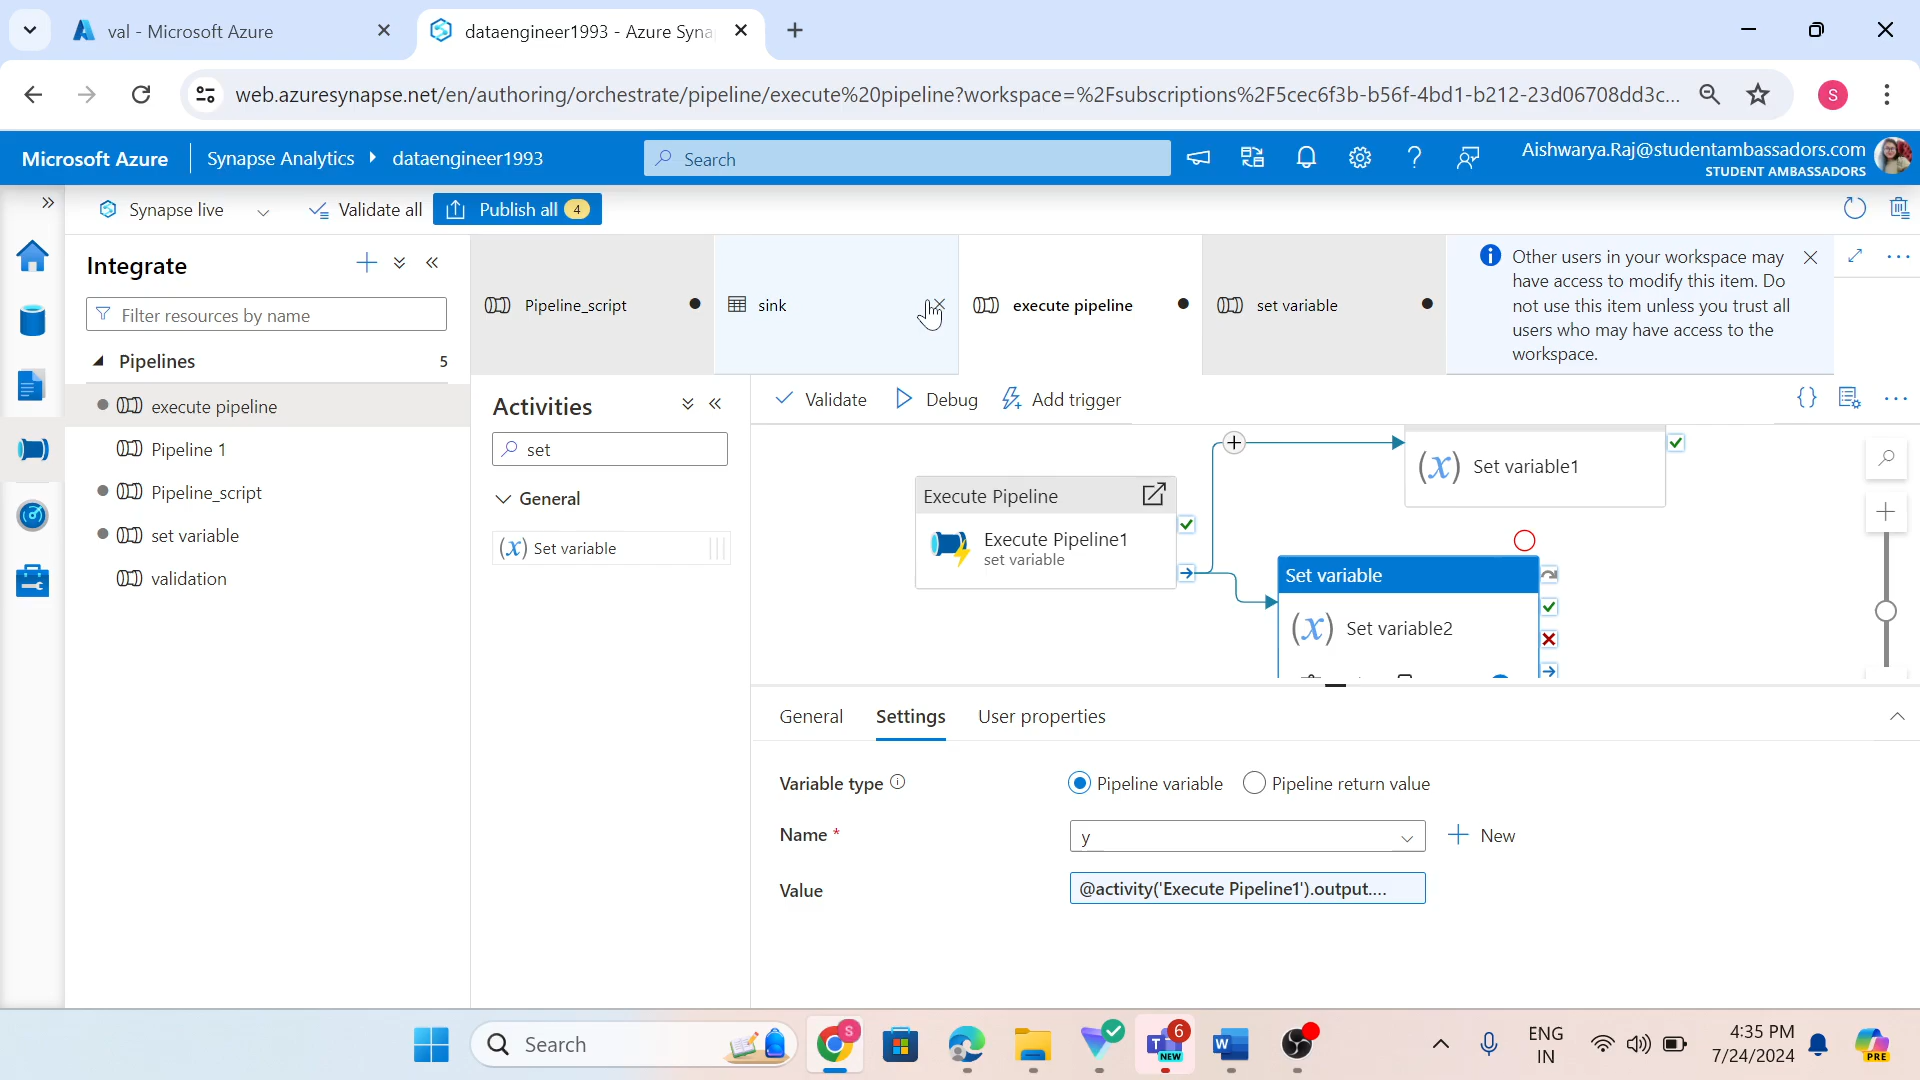 val - Microsoft Azure
dataengineer1993 - Azure Syna
web.azuresynapse.net/en/authoring/orchestrate/pipeline/execute%20pipeline?workspace=%2Fsubscriptions%2F5cec6f3b-b56f-4bd1-b212-23d06708dd3c...
S
Microsoft Azure
Synapse Analytics
dataengineer1993
Search
Aishwarya.Raj@studentambassadors.com
STUDENT AMBASSADORS
Synapse live
Validate all
Publish all 4
Integrate
Filter resources by name
Pipelines 5
execute pipeline
Pipeline 1
Pipeline_script
set variable
validation
Pipeline_script
sink
execute pipeline
set variable
Other users in your workspace may
have access to modify this item. Do
not use this item unless you trust all
users who may have access to the
workspace.
Activities
set
General
(x) Set variable
Validate
Debug
Add trigger
Execute Pipeline
Execute Pipeline1
set variable
(x) Set variable1
Set variable
(x) Set variable2
General
Settings
User properties
Variable type
Pipeline variable
Pipeline return value
Name *
y
New
Value
@activity('Execute Pipeline1').output....
Search
S
6
NEW
ENG
IN
4:35 PM
7/24/2024
PRE